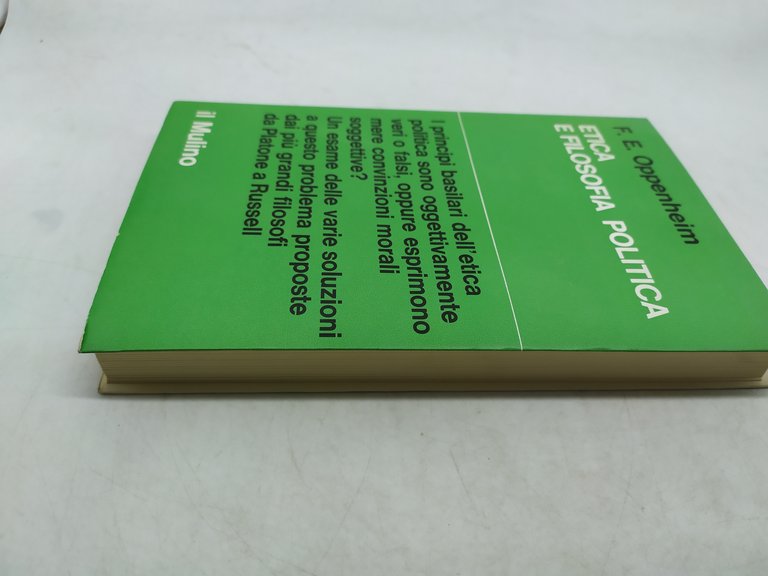 F. E. Oppenheim
ETICA
E FILOSOFIA POLITICA
I principi basilari dell'etica
politica sono oggettivamente
veri o falsi, oppure esprimono
mere convinzioni morali
soggettive?
Un esame delle varie soluzioni
a questo problema proposte
dai più grandi filosofi
da Platone a Russell
il Mulino